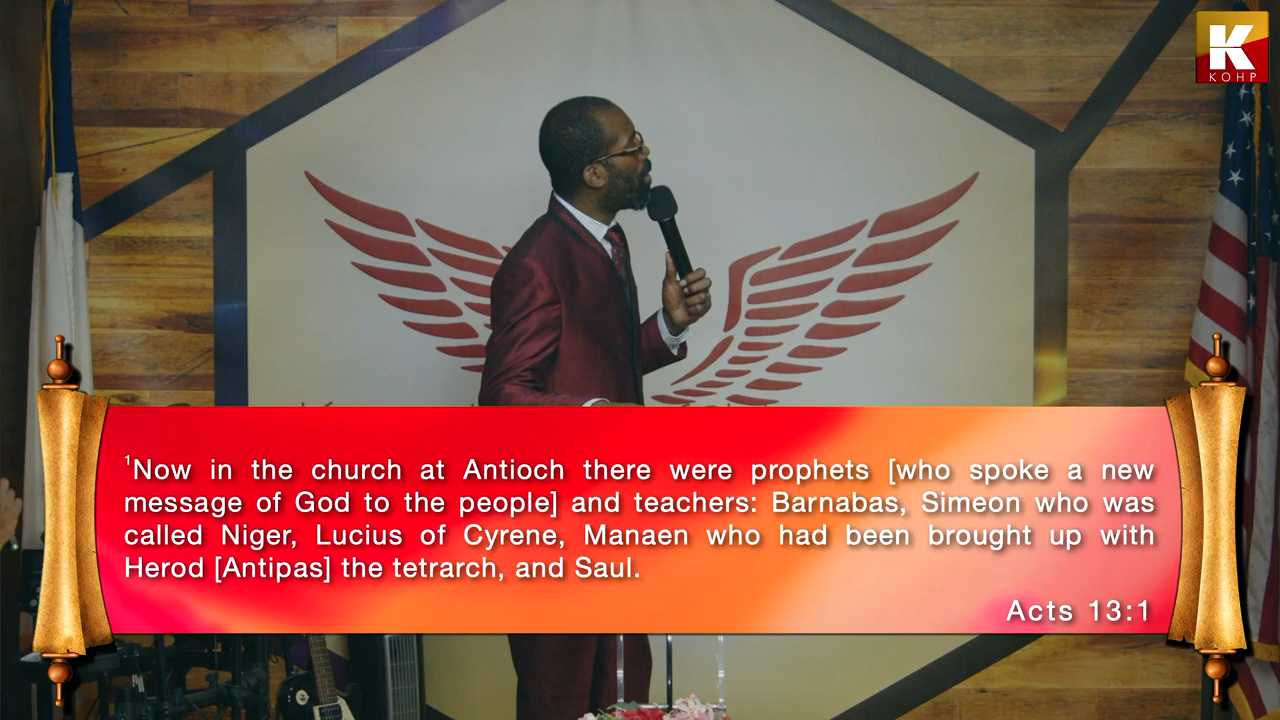 K
KOHP
¹Now in the church at Antioch there were prophets [who spoke a new
message of God to the people] and teachers: Barnabas, Simeon who was
called Niger, Lucius of Cyrene, Manaen who had been brought up with
Herod [Antipas] the tetrarch, and Saul.
Acts 13:1